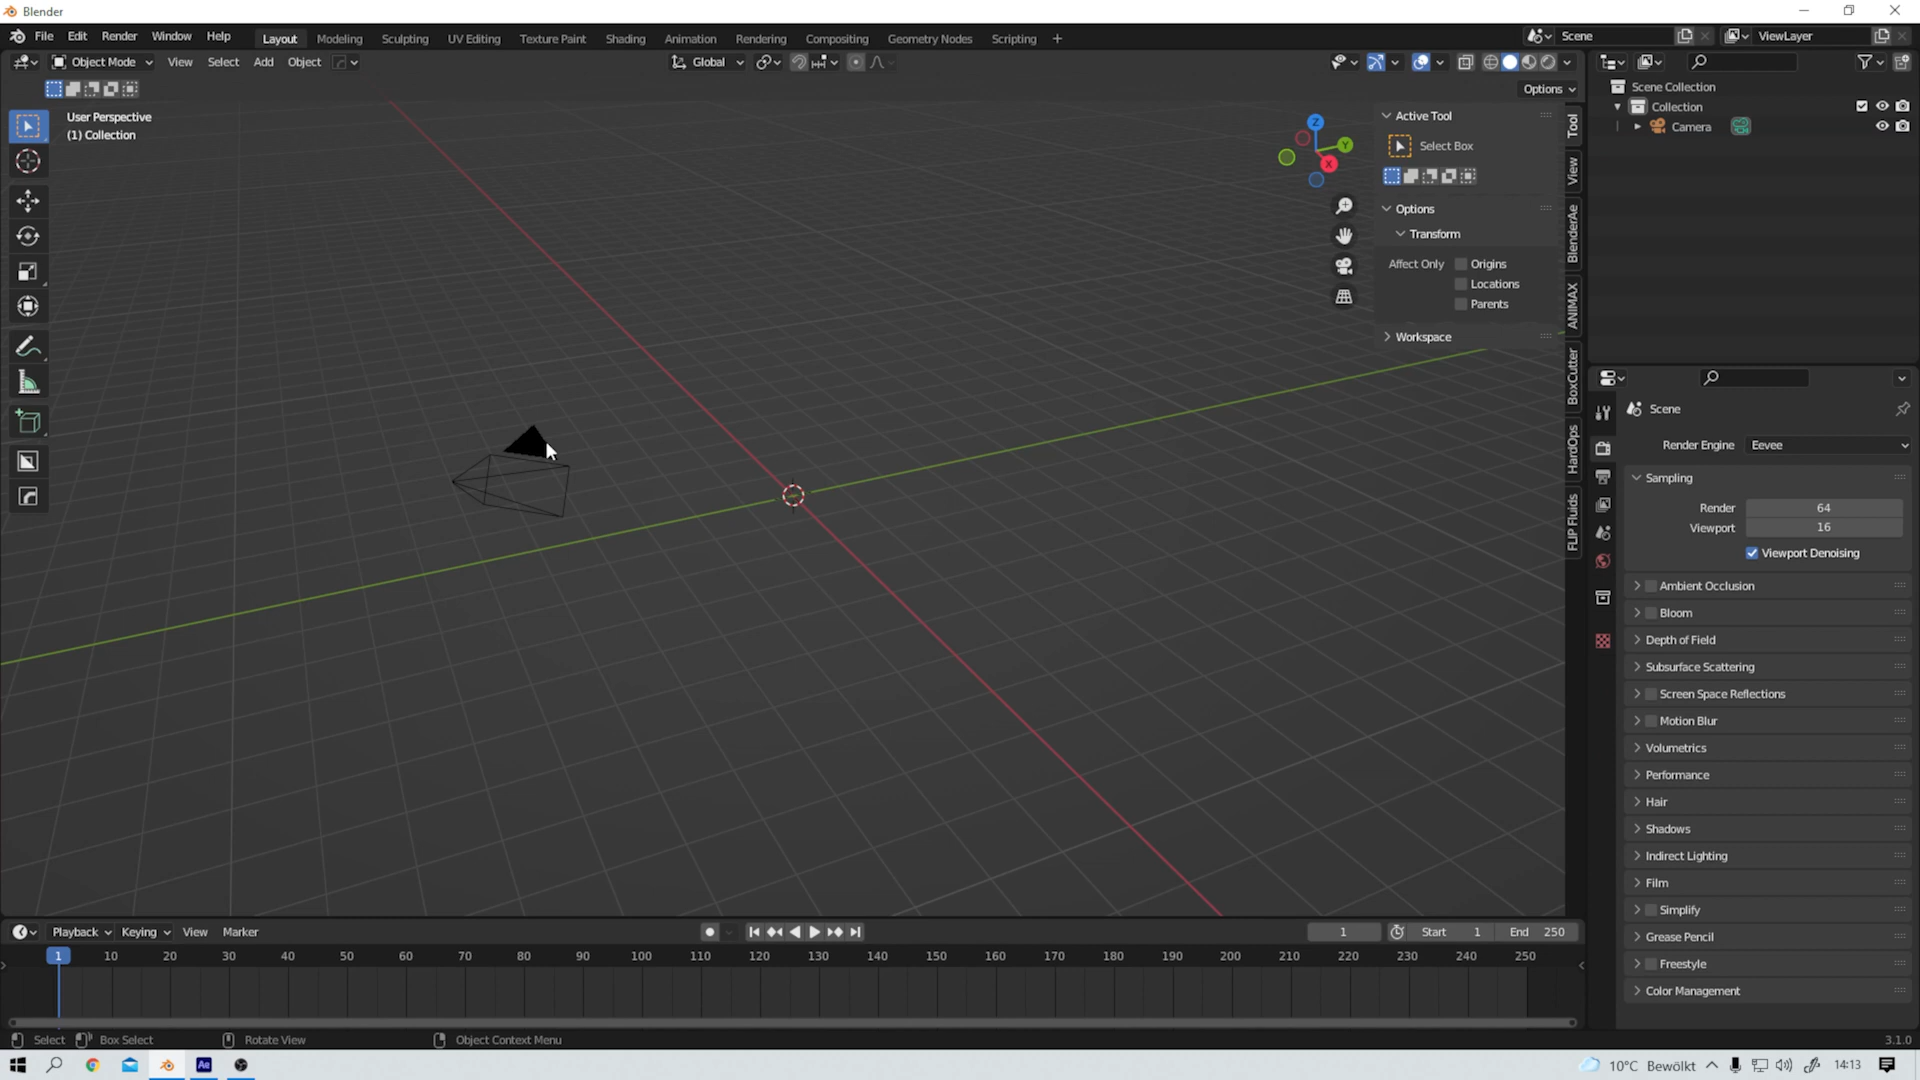 Blender
File Edit Render Window Help Layout Modeling Sculpting UV Editing Texture Paint Shading Animation Rendering Compositing Geometry Nodes Scripting + Scene ViewLayer
Object Mode View Select Add Object Global
Options
User Perspective
(1) Collection
Z
Y
X
Active Tool
Select Box
Options
Transform
Affect Only Origins
Locations
Parents
Workspace
Tool
View
BlenderAe
ANIMAX
BoxCutter
HardOps
FLIP Fluids
Scene Collection
Collection
Camera
Scene
Render Engine Eevee
Sampling
Render 64
Viewport 16
Viewport Denoising
Ambient Occlusion
Bloom
Depth of Field
Subsurface Scattering
Screen Space Reflections
Motion Blur
Volumetrics
Performance
Hair
Shadows
Indirect Lighting
Film
Simplify
Grease Pencil
Freestyle
Color Management
Playback Keying View Marker 1 Start 1 End 250
1 10 20 30 40 50 60 70 80 90 100 110 120 130 140 150 160 170 180 190 200 210 220 230 240 250
Select Box Select Rotate View Object Context Menu 3.1.0
Ae 10°C Bewölkt 14:13